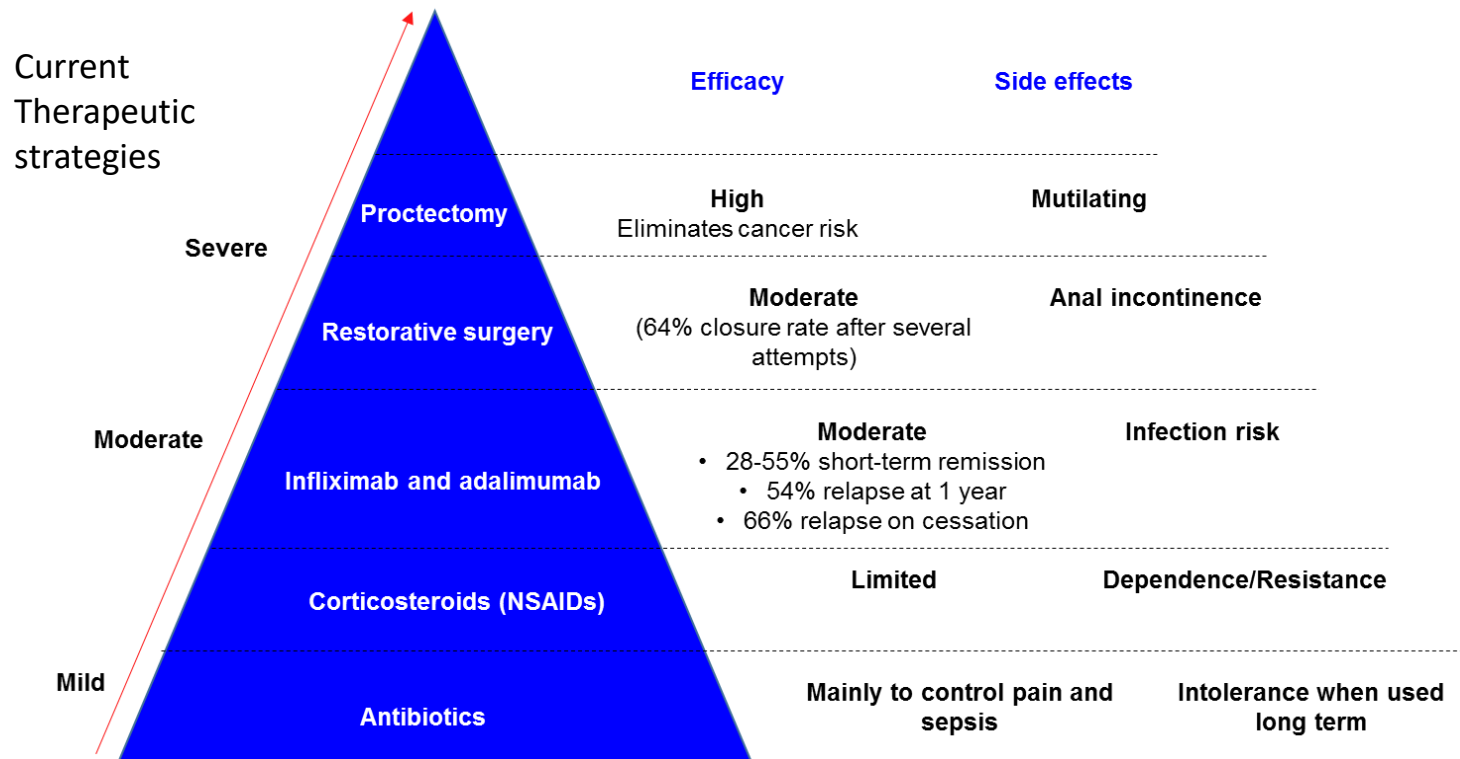 Current
Therapeutic
strategies
Efficacy
Side effects
Proctectomy
High
Eliminates cancer risk
Mutilating
Severe
Restorative surgery
Moderate
(64% closure rate after several
attempts)
Anal incontinence
Moderate
Infliximab and adalimumab
Moderate
• 28-55% short-term remission
• 54% relapse at 1 year
• 66% relapse on cessation
Infection risk
Corticosteroids (NSAIDs)
Limited
Dependence/Resistance
Mild
Antibiotics
Mainly to control pain and
sepsis
Intolerance when used
long term